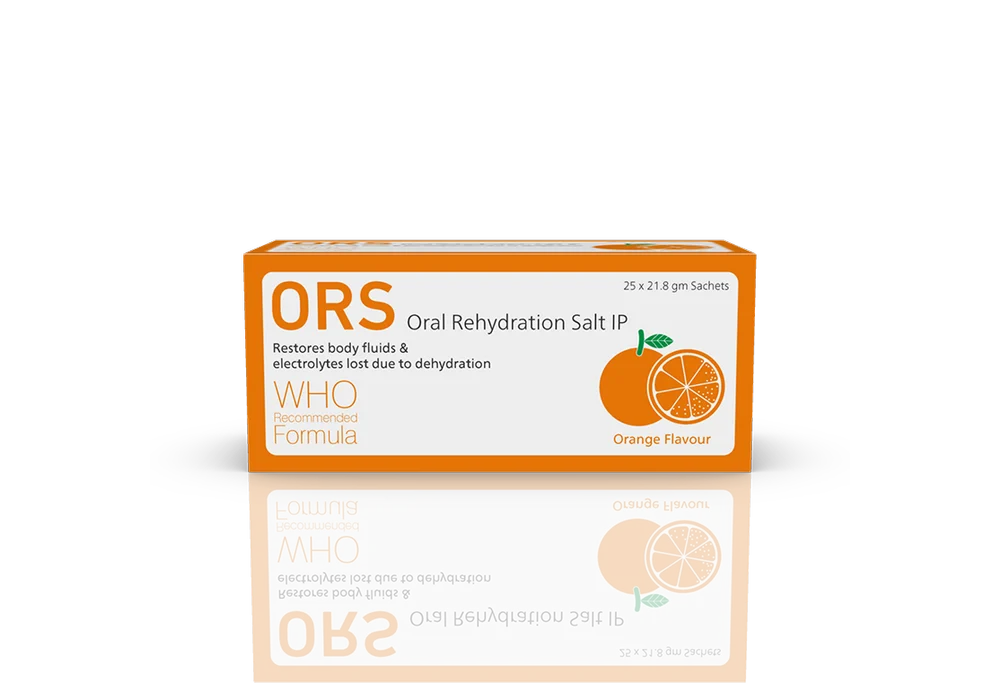 25 x 21.8 gm Sachets
ORS Oral Rehydration Salt IP
Restores body fluids &
electrolytes lost due to dehydration
WHO
Recommended
Formula
Orange Flavour